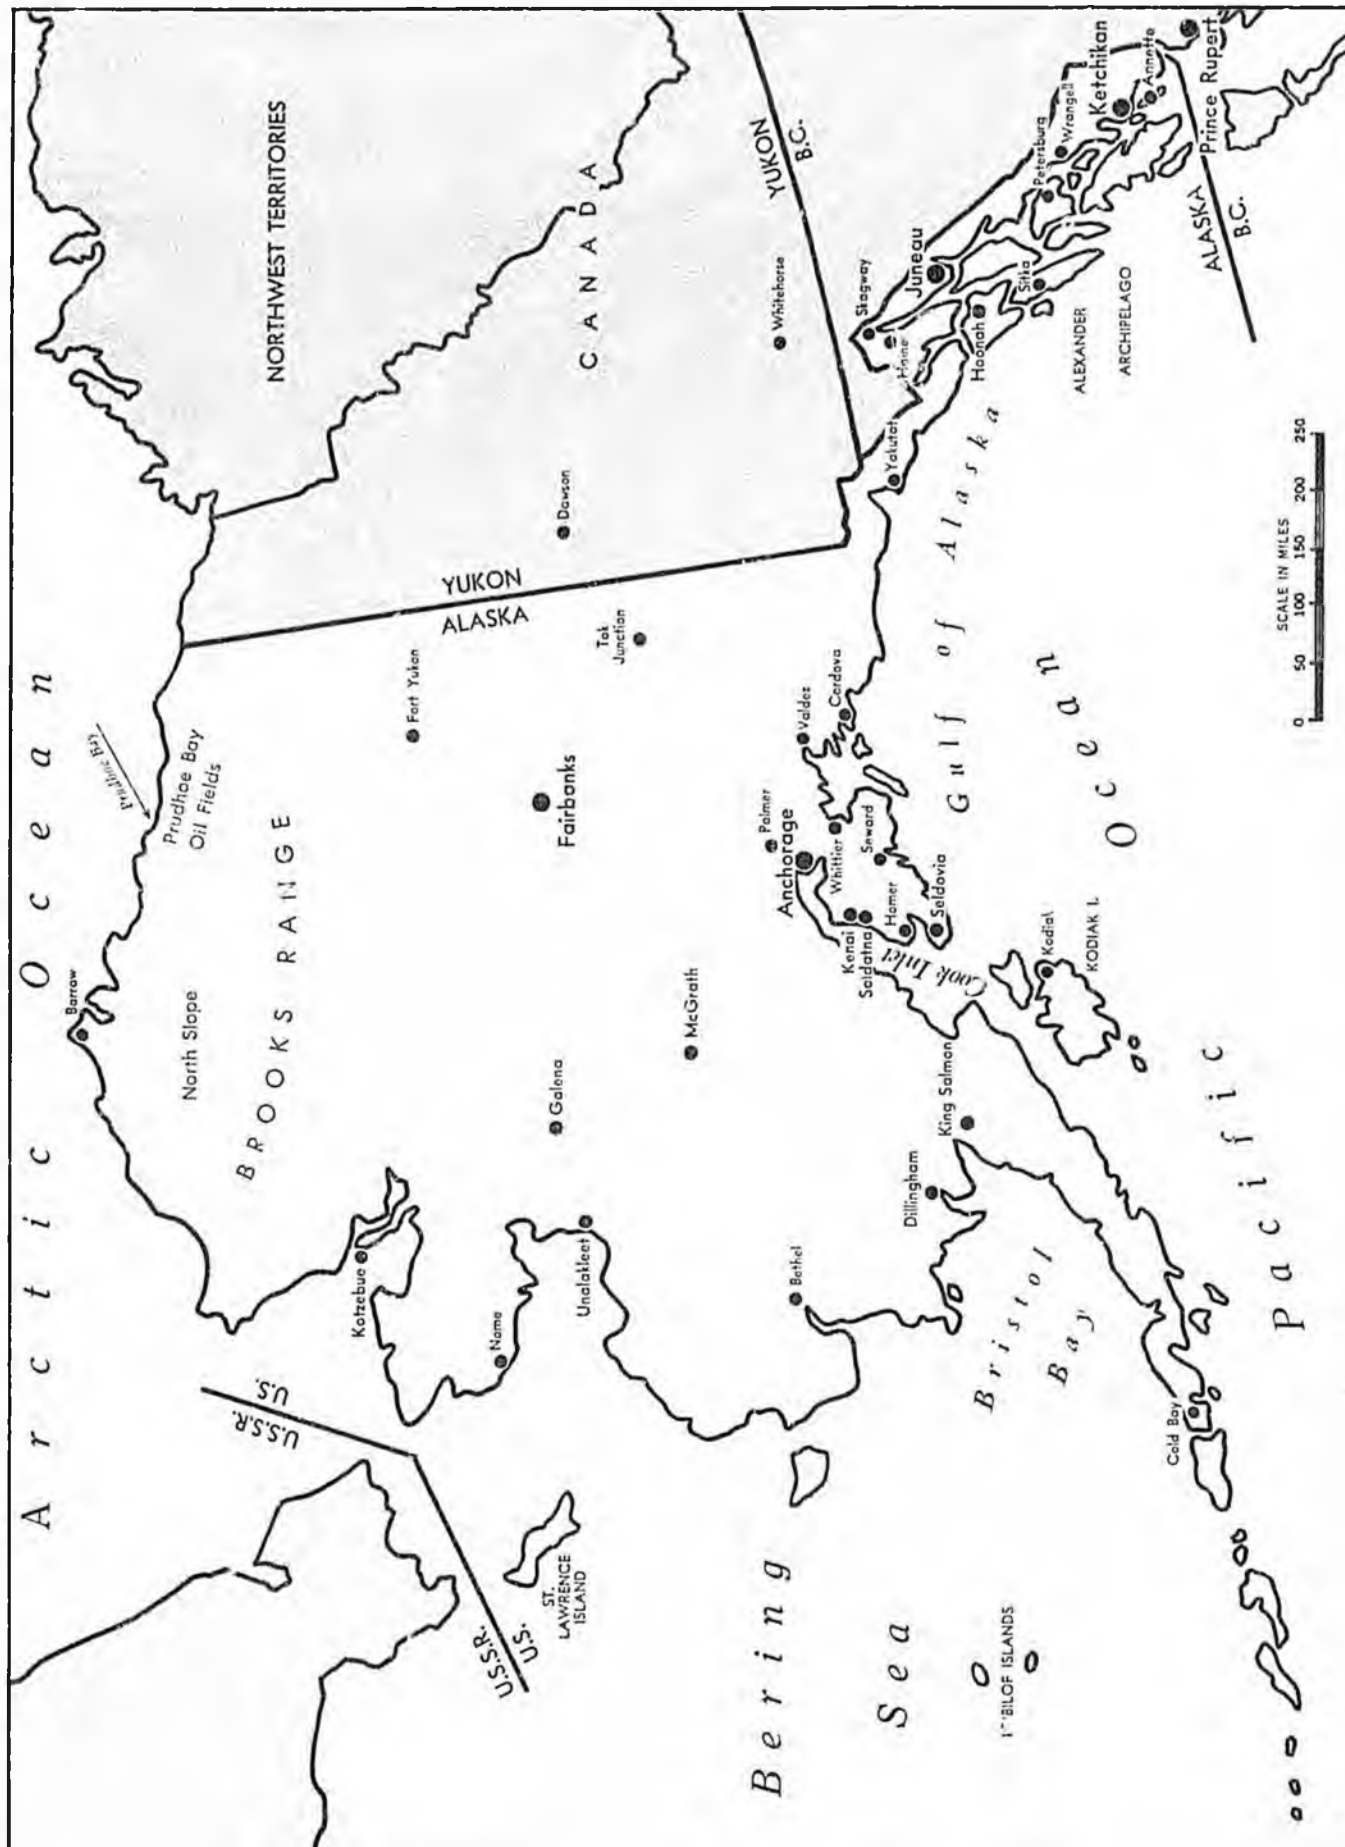 Arctic Ocean
Barrow
Prudhoe Bay
Prudhoe Bay
Oil Fields
North Slope
BROOKS RANGE
NORTHWEST TERRITORIES
CANADA
U.S.
U.S.S.R.
U.S.S.R.
U.S.
Kotzebue
Nome
Unalakleet
Galena
Fort Yukon
Fairbanks
McGrath
YUKON
ALASKA
Dawson
Tok
Junction
Whitehorse
YUKON
B.C.
ST.
LAWRENCE
ISLAND
Bering
Sea
Bethel
Dillingham
King Salmon
Bristol
Bay
Palmer
Anchorage
Whittier
Seward
Kenai
Soldatna
Homer
Seldovia
Cook Inlet
Valdez
Cordova
Yakutat
Skagway
Juneau
Hoonah
Sitka
Petersburg
Wrangell
Ketchikan
Annette
Prince Rupert
ALASKA
B.C.
ALEXANDER
ARCHIPELAGO
Gulf of Alaska
KODIAK I.
Cold Bay
ISLANDS
Pacific Ocean
SCALE IN MILES
0 50 100 150 200 250